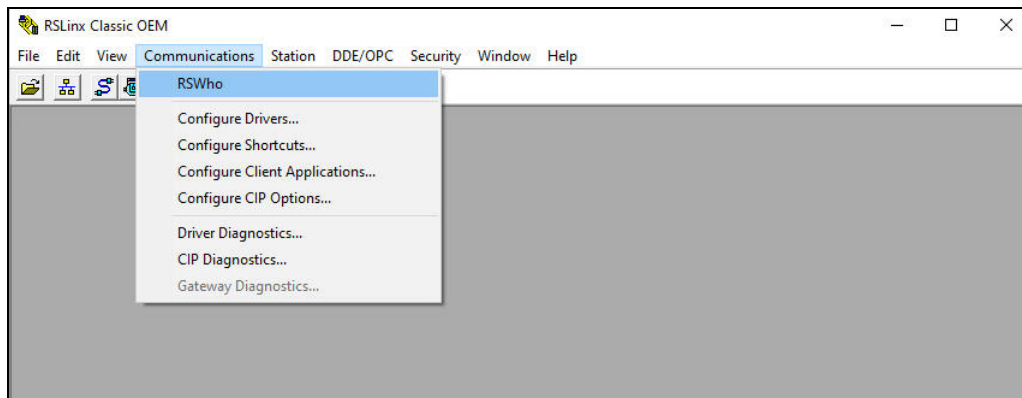 RSLinx Classic OEM
File Edit View Communications Station DDE/OPC Security Window Help
RSWho
Configure Drivers...
Configure Shortcuts...
Configure Client Applications...
Configure CIP Options...
Driver Diagnostics...
CIP Diagnostics...
Gateway Diagnostics...